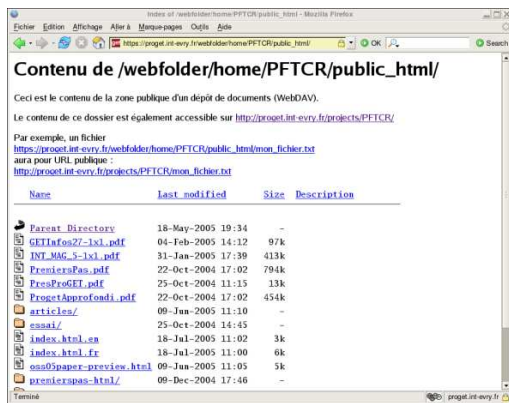 Index of /webfolder/home/PFTCR/public_html - Mozilla Firefox
Fichier Edition Affichage Aller à Marque-pages Outils Aide
https://proget.int-evry.fr/webfolder/home/PFTCR/public_html/ OK Search
Contenu de /webfolder/home/PFTCR/public_html/
Ceci est le contenu de la zone publique d'un dépôt de documents (WebDAV).
Le contenu de ce dossier est également accessible sur http://proget.int-evry.fr/projects/PFTCR/
Par exemple, un fichier
https://proget.int-evry.fr/webfolder/home/PFTCR/public_html/mon_fichier.txt
aura pour URL publique :
http://proget.int-evry.fr/projects/PFTCR/mon_fichier.txt
Name Last modified Size Description
Parent Directory 18-May-2005 19:34 -
GETInfos27-1x1.pdf 04-Feb-2005 14:12 97k
INT_MAG_5-1x1.pdf 31-Jan-2005 17:39 413k
PremiersPas.pdf 22-Oct-2004 17:02 794k
PresProGET.pdf 25-Oct-2004 11:15 13k
ProgetApprofondi.pdf 22-Oct-2004 17:02 454k
articles/ 09-Jun-2005 11:10 -
essai/ 25-Oct-2004 14:45 -
index.html.en 18-Jul-2005 11:02 3k
index.html.fr 18-Jul-2005 11:00 6k
oss05paper-preview.html 09-Jun-2005 11:05 5k
premierspas-html/ 09-Dec-2004 17:46 -
Terminé proget.int-evry.fr